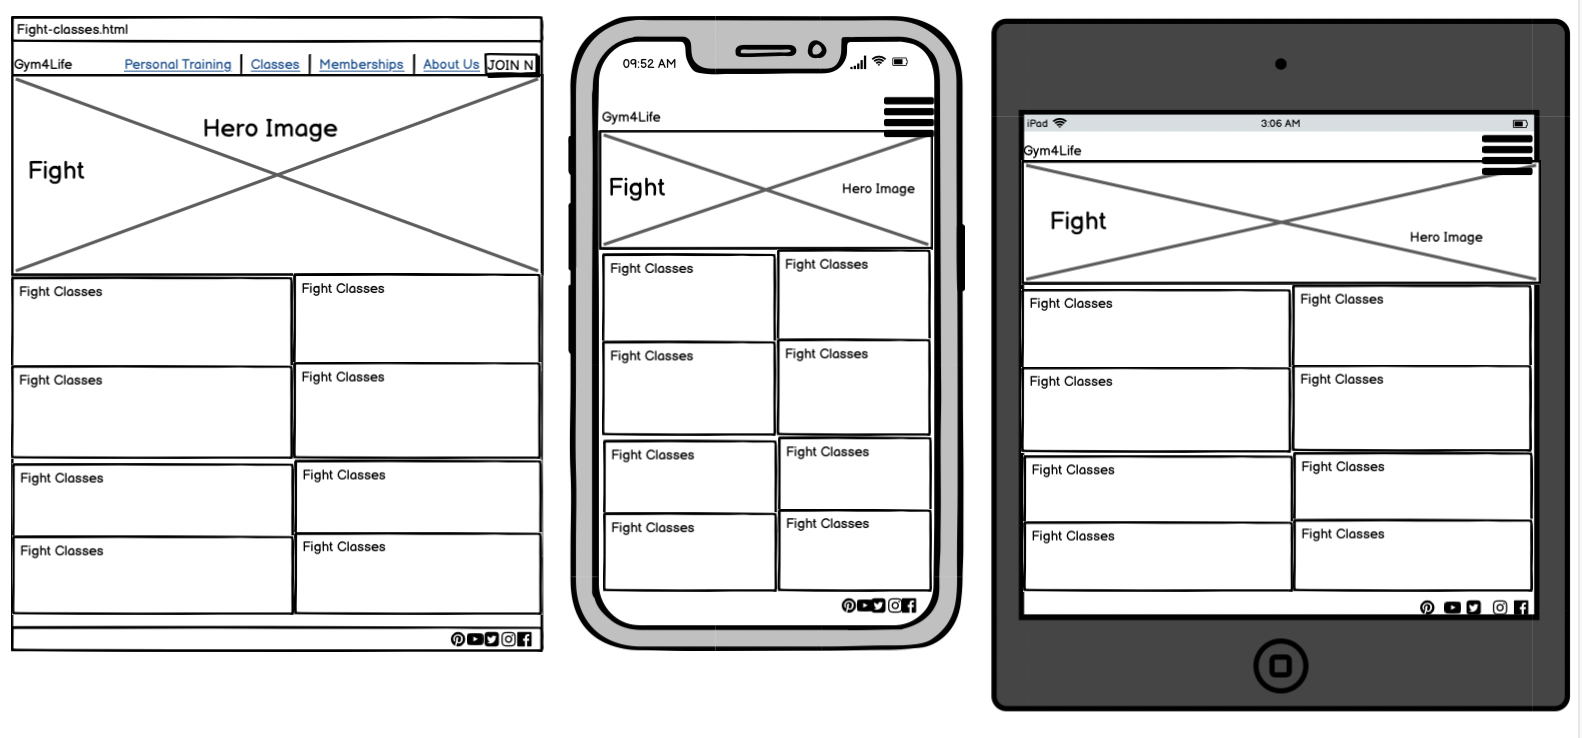 Fight-classes.html
Gym4Life Personal Training Classes Memberships About Us JOIN N
Hero Image
Fight
Fight Classes Fight Classes
Fight Classes Fight Classes
Fight Classes Fight Classes
Fight Classes Fight Classes
09:52 AM
Gym4Life
Fight Hero Image
Fight Classes Fight Classes
Fight Classes Fight Classes
Fight Classes Fight Classes
Fight Classes Fight Classes
iPad 3:06 AM
Gym4Life
Fight
Hero Image
Fight Classes Fight Classes
Fight Classes Fight Classes
Fight Classes Fight Classes
Fight Classes Fight Classes